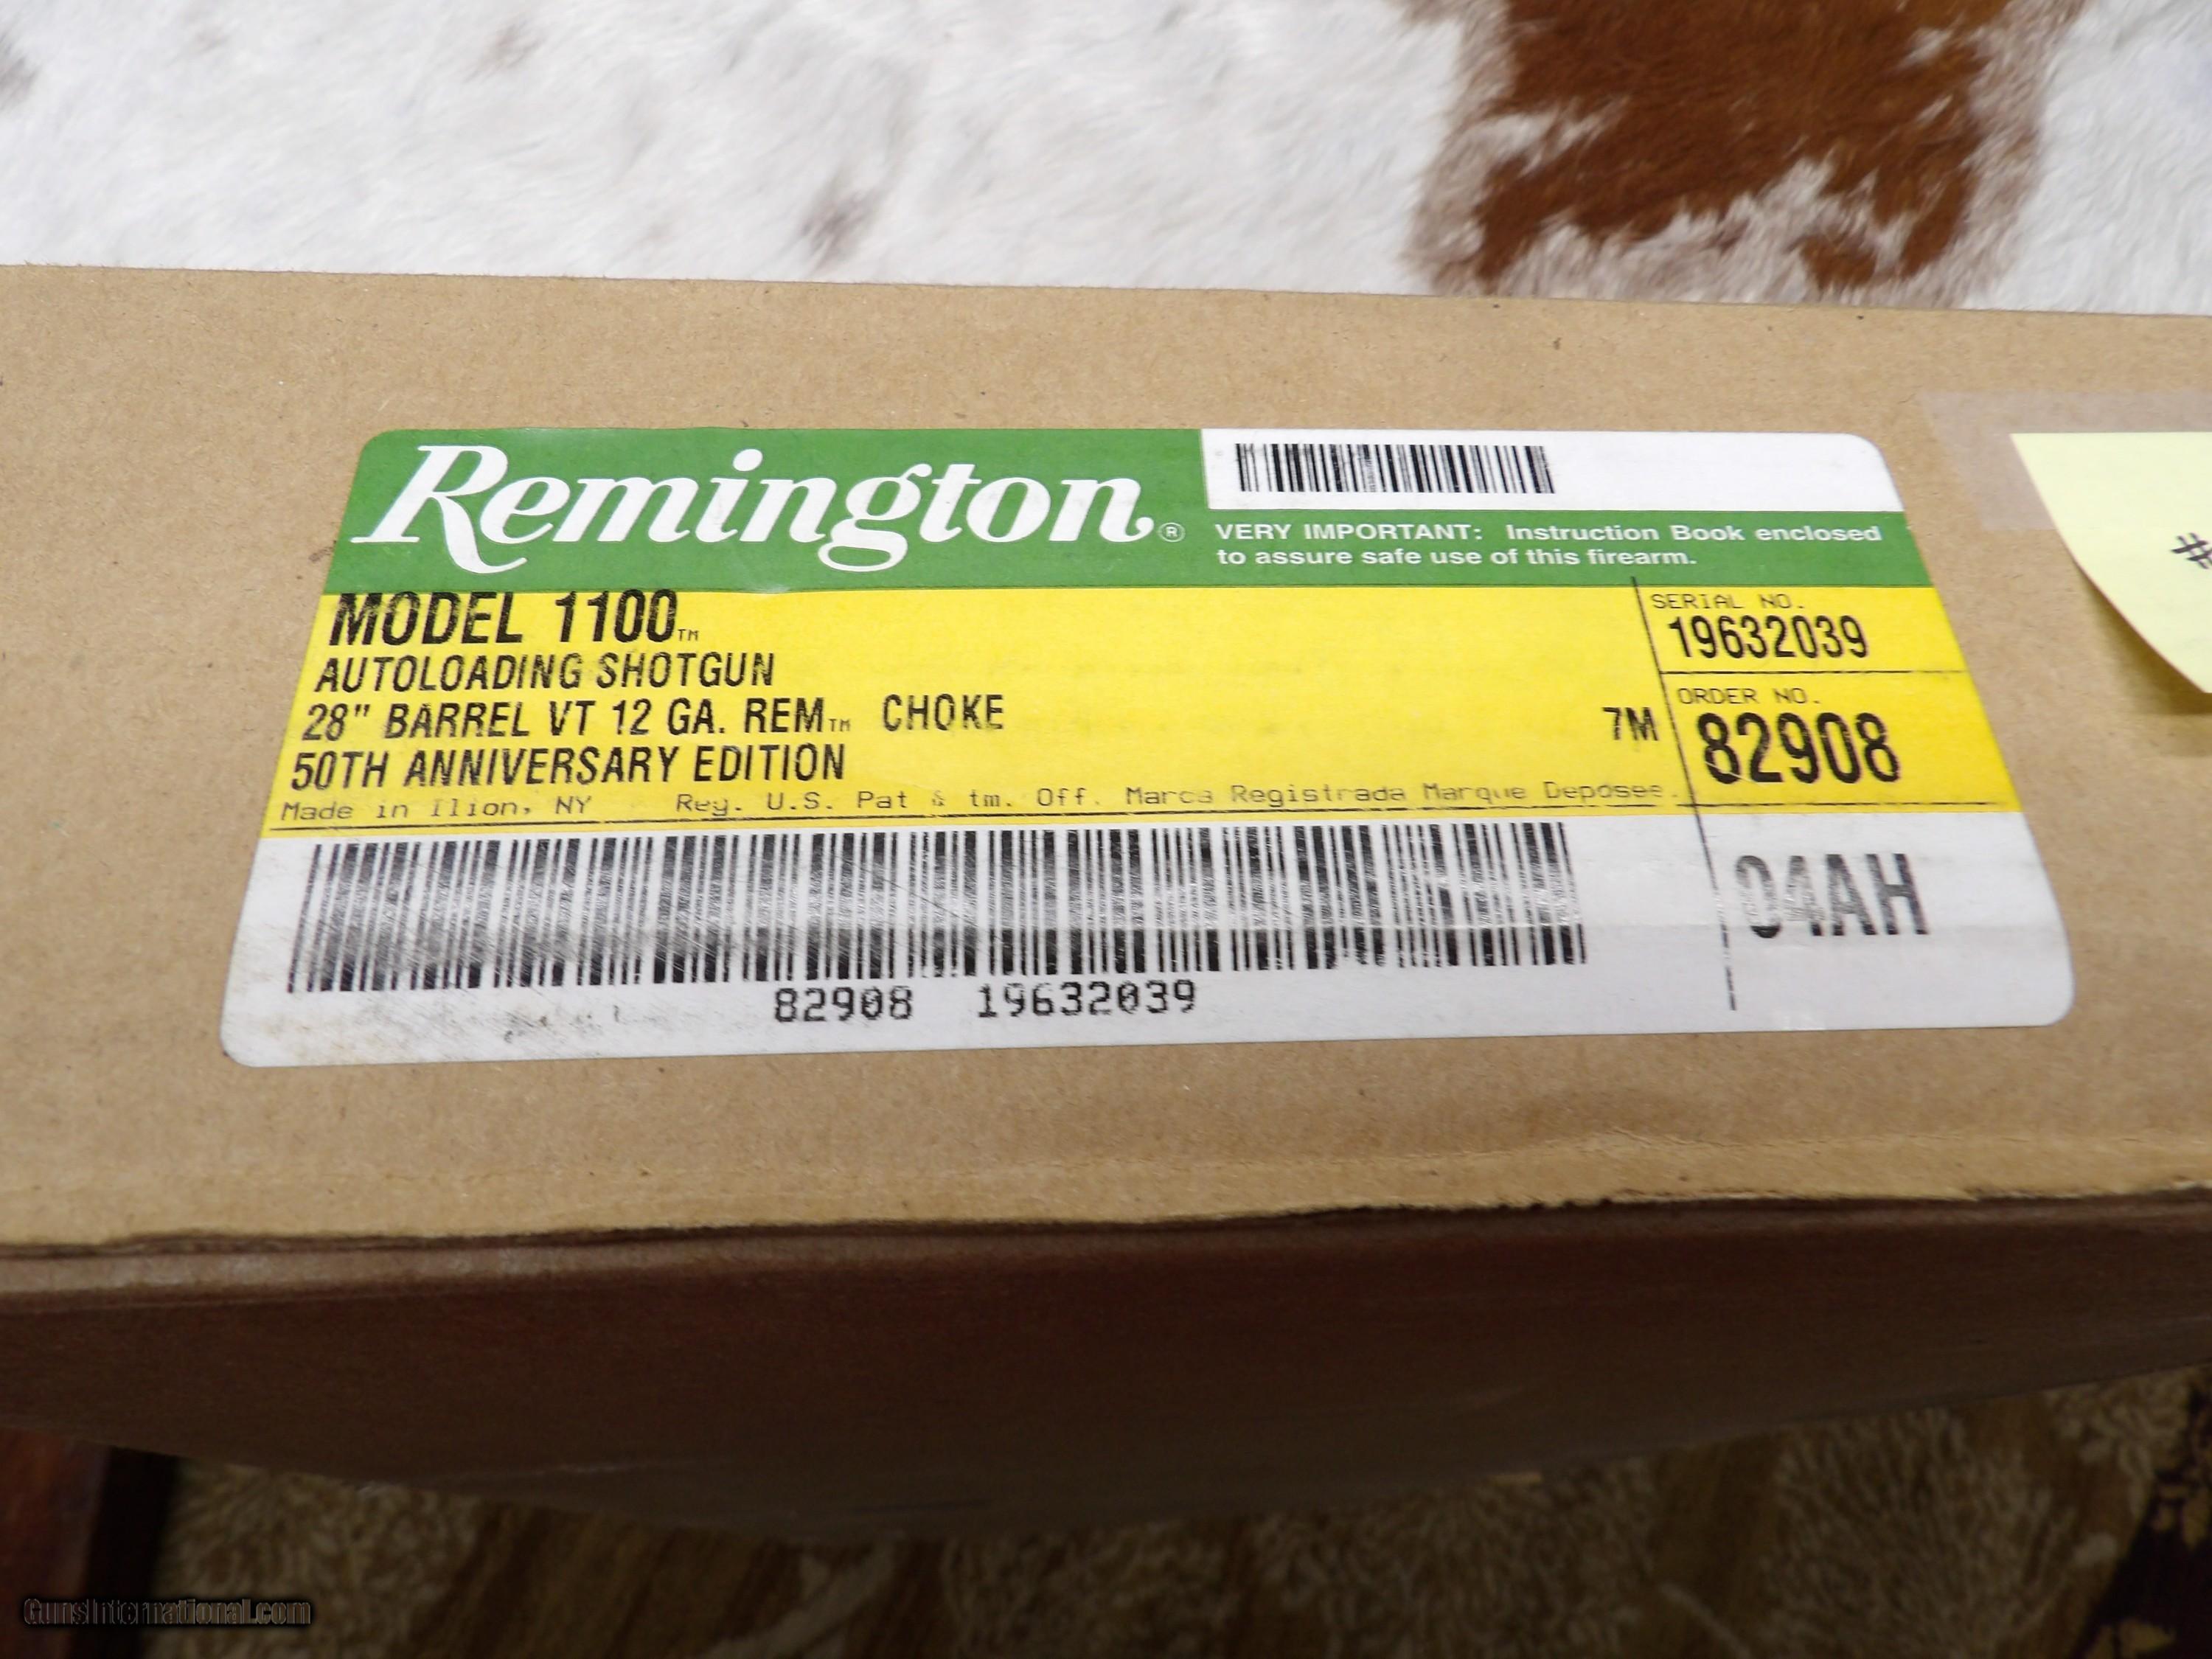 Remington®
VERY IMPORTANT: Instruction Book enclosed
to assure safe use of this firearm.
MODEL 1100™
AUTOLOADING SHOTGUN
28" BARREL VT 12 GA. REM™ CHOKE
7M
50TH ANNIVERSARY EDITION
Made in Ilion, NY Reg. U.S. Pat & tm. Off. Marca Registrada Marque Deposee.
SERIAL NO.
19632039
ORDER NO.
82908
04AH
82908 19632039
#
GunsInternational.com